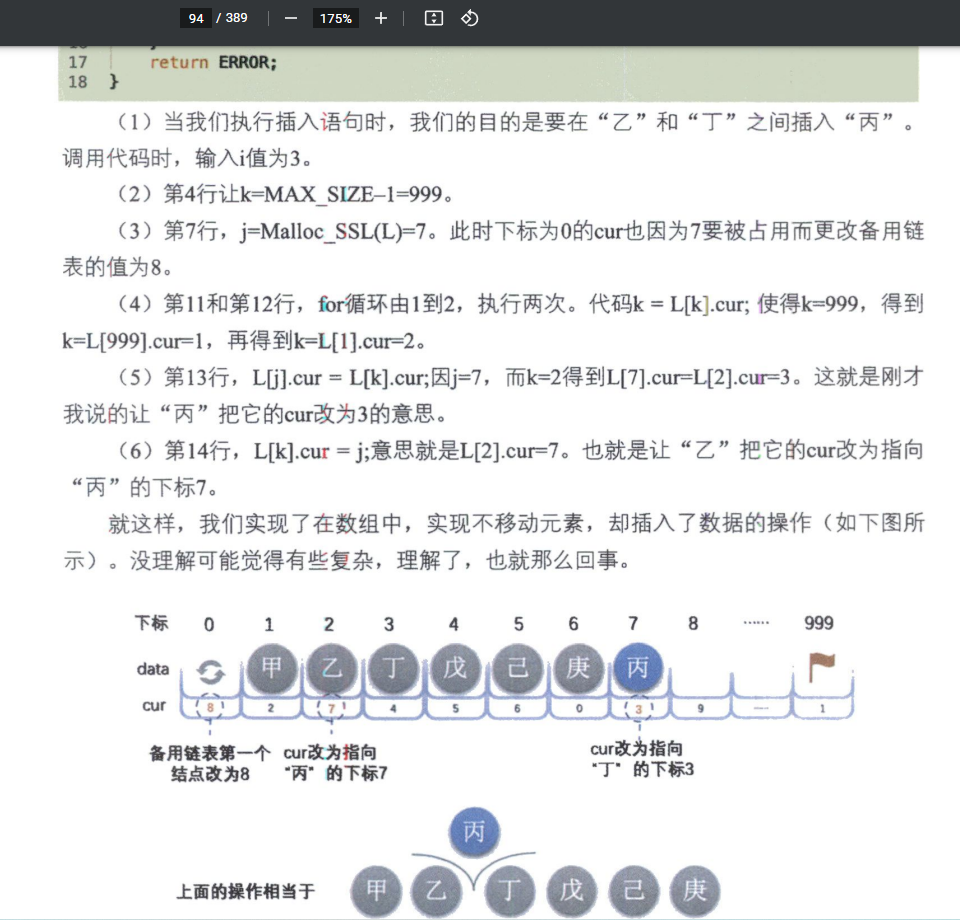 94 / 389 175%
17 return ERROR;
18 }
（1）当我们执行插入语句时，我们的目的是要在“乙”和“丁”之间插入“丙”。
调用代码时，输入i值为3。
（2）第4行让k=MAX_SIZE–1=999。
（3）第7行，j=Malloc_SSL(L)=7。此时下标为0的cur也因为7要被占用而更改备用链
表的值为8。
（4）第11和第12行，for循环由1到2，执行两次。代码k = L[k].cur; 使得k=999，得到
k=L[999].cur=1，再得到k=L[1].cur=2。
（5）第13行，L[j].cur = L[k].cur;因j=7，而k=2得到L[7].cur=L[2].cur=3。这就是刚才
我说的让“丙”把它的cur改为3的意思。
（6）第14行，L[k].cur = j;意思就是L[2].cur=7。也就是让“乙”把它的cur改为指向
“丙”的下标7。
就这样，我们实现了在数组中，实现不移动元素，却插入了数据的操作（如下图所
示）。没理解可能觉得有些复杂，理解了，也就那么回事。
下标 0 1 2 3 4 5 6 7 8 …… 999
data 甲 乙 丁 戊 己 庚 丙
cur 8 2 7 4 5 6 0 3 9 — 1
备用链表第一个
结点改为8
cur改为指向
“丙”的下标7
cur改为指向
“丁”的下标3
丙
上面的操作相当于 甲 乙 丁 戊 己 庚